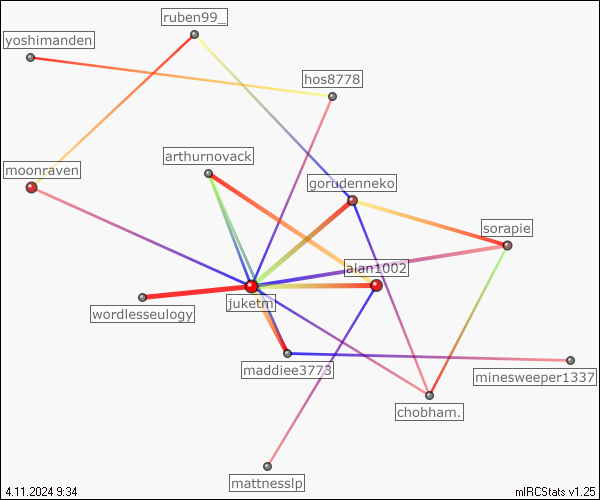 ruben99_
yoshimanden
hos8778
arthurnovack
moonraven
gorudenneko
sorapie
alan1002
juketm
wordlesseulogy
maddiee3773
minesweeper1337
chobham.
mattnesslp
4.11.2024 9:34
mIRCStats v1.25